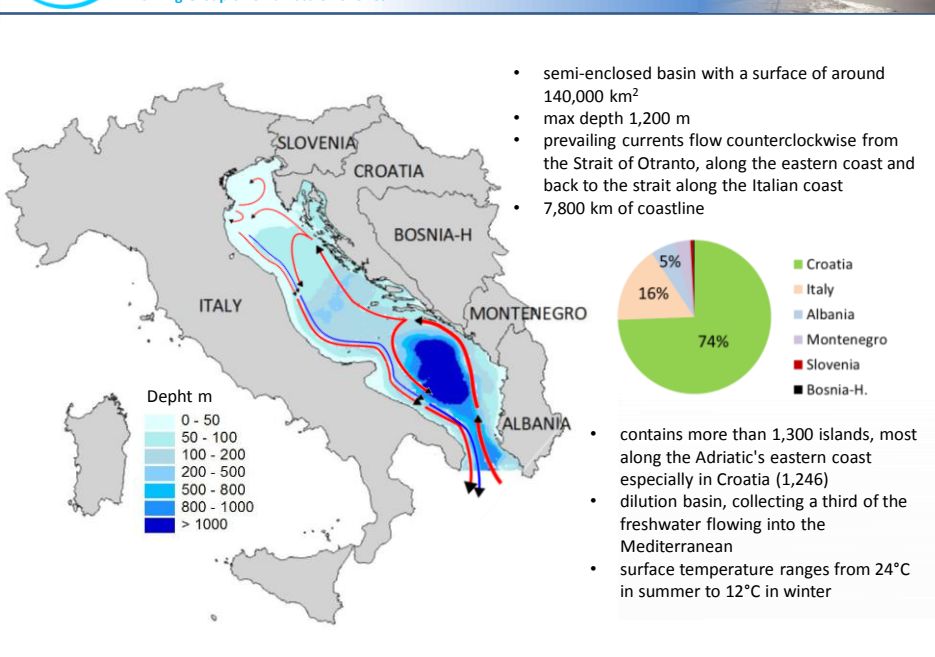 • semi-enclosed basin with a surface of around
140,000 km²
• max depth 1,200 m
• prevailing currents flow counterclockwise from
the Strait of Otranto, along the eastern coast and
back to the strait along the Italian coast
• 7,800 km of coastline
SLOVENIA
CROATIA
BOSNIA-H
ITALY
MONTENEGRO
ALBANIA
Depht m
0 - 50
50 - 100
100 - 200
200 - 500
500 - 800
800 - 1000
> 1000
5%
16%
74%
Croatia
Italy
Albania
Montenegro
Slovenia
Bosnia-H.
• contains more than 1,300 islands, most
along the Adriatic's eastern coast
especially in Croatia (1,246)
• dilution basin, collecting a third of the
freshwater flowing into the
Mediterranean
• surface temperature ranges from 24°C
in summer to 12°C in winter